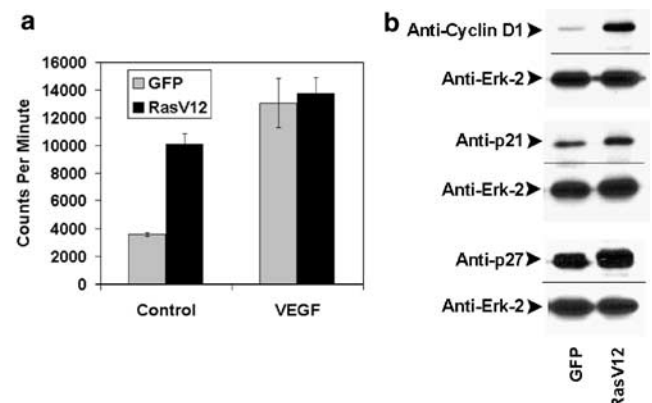 a
16000
14000
12000
10000
8000
6000
4000
2000
0
Counts Per Minute
GFP
RasV12
Control
VEGF
b
Anti-Cyclin D1
Anti-Erk-2
Anti-p21
Anti-Erk-2
Anti-p27
Anti-Erk-2
GFP
RasV12